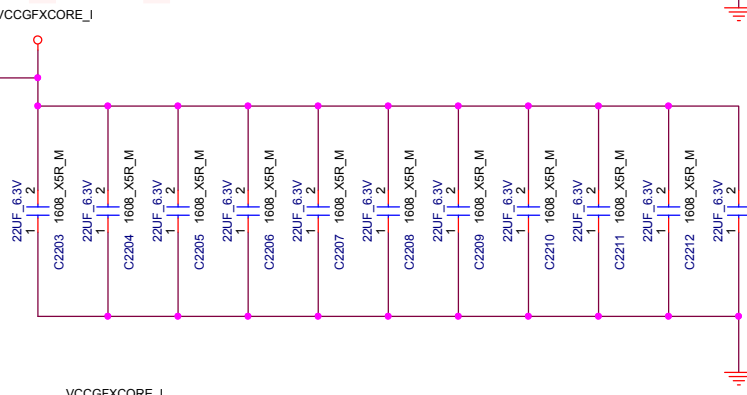 VCCGFXCORE_I
22UF_6.3V
1 2
1608_X5R_M
C2203
22UF_6.3V
1 2
1608_X5R_M
C2204
22UF_6.3V
1 2
1608_X5R_M
C2205
22UF_6.3V
1 2
1608_X5R_M
C2206
22UF_6.3V
1 2
1608_X5R_M
C2207
22UF_6.3V
1 2
1608_X5R_M
C2208
22UF_6.3V
1 2
1608_X5R_M
C2209
22UF_6.3V
1 2
1608_X5R_M
C2210
22UF_6.3V
1 2
1608_X5R_M
C2211
22UF_6.3V
1 2
1608_X5R_M
C2212
22UF_6.3V
1 2
VCCGFXCORE_I